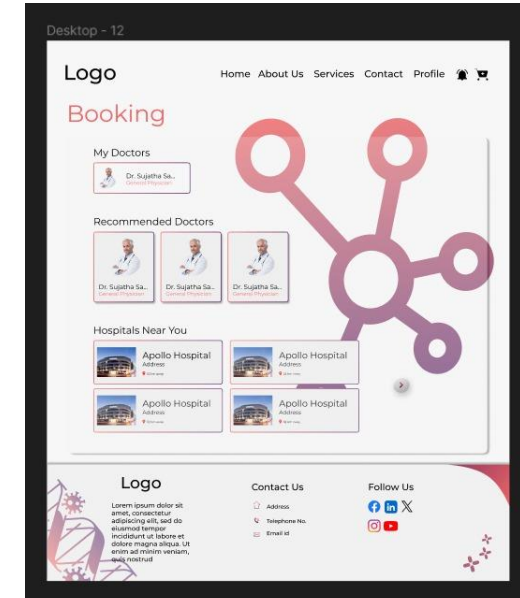 Desktop - 12
Logo
Home About Us Services Contact Profile
Booking
My Doctors
Dr. Sujatha Sa...
General Physician
Recommended Doctors
Dr. Sujatha Sa...
General Physician
Dr. Sujatha Sa...
General Physician
Dr. Sujatha Sa...
General Physician
Hospitals Near You
Apollo Hospital
Address
Apollo Hospital
Address
Apollo Hospital
Address
Apollo Hospital
Address
Logo
Lorem ipsum dolor sit
amet, consectetur
adipiscing elit, sed do
eiusmod tempor
incididunt ut labore et
dolore magna aliqua. Ut
enim ad minim veniam,
quis nostrud
Contact Us
Address
Telephone No.
Email Id
Follow Us